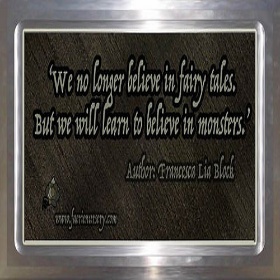 'We no longer believe in fairy tales.
But we will learn to believe in monsters.'
Author: Francesca Lia Block
www.faerienursery.com